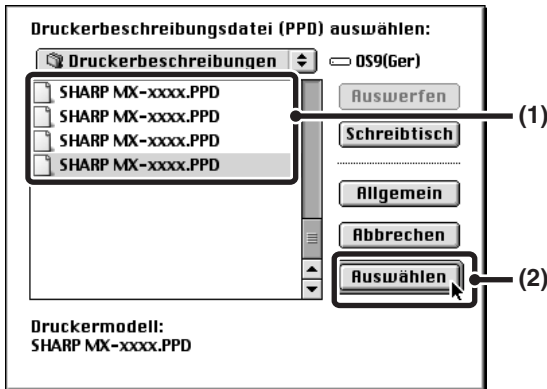 Druckerbeschreibungsdatei (PPD) auswählen:
Druckerbeschreibungen
OS9(Ger)
SHARP MX-xxxx.PPD
SHARP MX-xxxx.PPD
SHARP MX-xxxx.PPD
SHARP MX-xxxx.PPD
(1)
Auswerfen
Schreibtisch
Allgemein
Abbrechen
Auswählen
(2)
Druckermodell:
SHARP MX-xxxx.PPD